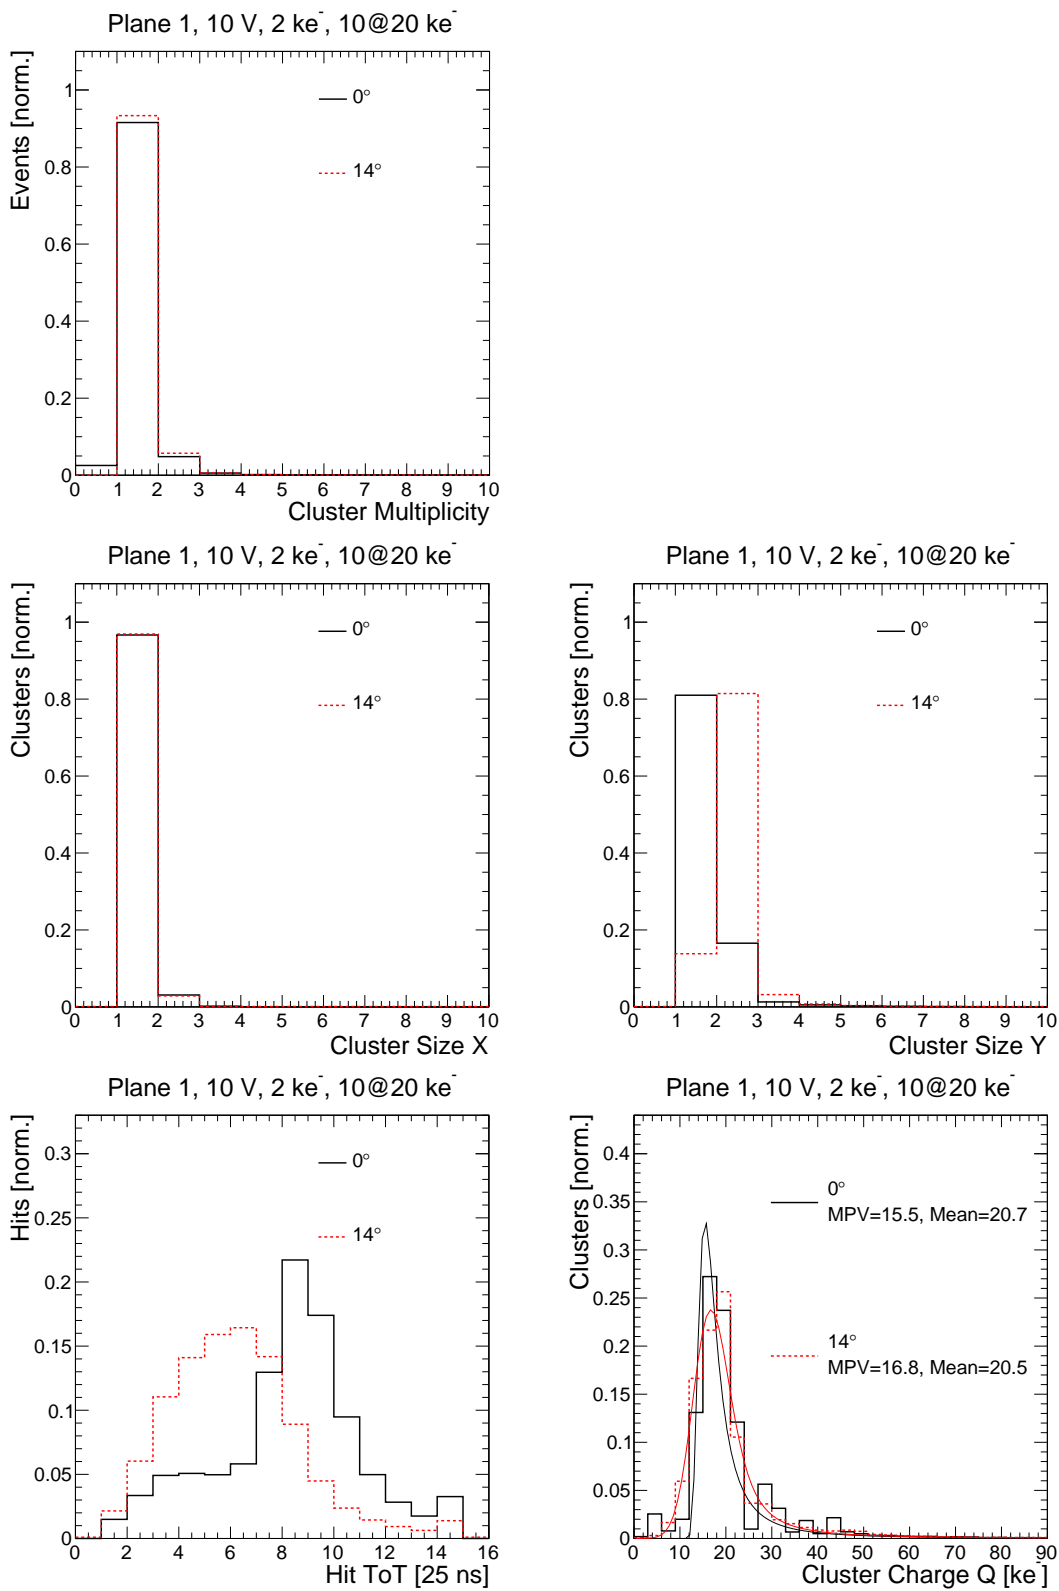 Plane 1, 10 V, 2 ke⁻, 10@20 ke⁻
Events [norm.]
1
0.8
0.6
0.4
0.2
0
0°
14°
0 1 2 3 4 5 6 7 8 9 10
Cluster Multiplicity
Plane 1, 10 V, 2 ke⁻, 10@20 ke⁻
Clusters [norm.]
1
0.8
0.6
0.4
0.2
0
0°
14°
0 1 2 3 4 5 6 7 8 9 10
Cluster Size X
Plane 1, 10 V, 2 ke⁻, 10@20 ke⁻
Clusters [norm.]
1
0.8
0.6
0.4
0.2
0
0°
14°
0 1 2 3 4 5 6 7 8 9 10
Cluster Size Y
Plane 1, 10 V, 2 ke⁻, 10@20 ke⁻
Hits [norm.]
0.3
0.25
0.2
0.15
0.1
0.05
0
0°
14°
0 2 4 6 8 10 12 14 16
Hit ToT [25 ns]
Plane 1, 10 V, 2 ke⁻, 10@20 ke⁻
Clusters [norm.]
0.4
0.35
0.3
0.25
0.2
0.15
0.1
0.05
0
0°
MPV=15.5, Mean=20.7
14°
MPV=16.8, Mean=20.5
0 10 20 30 40 50 60 70 80 90
Cluster Charge Q [ke⁻]